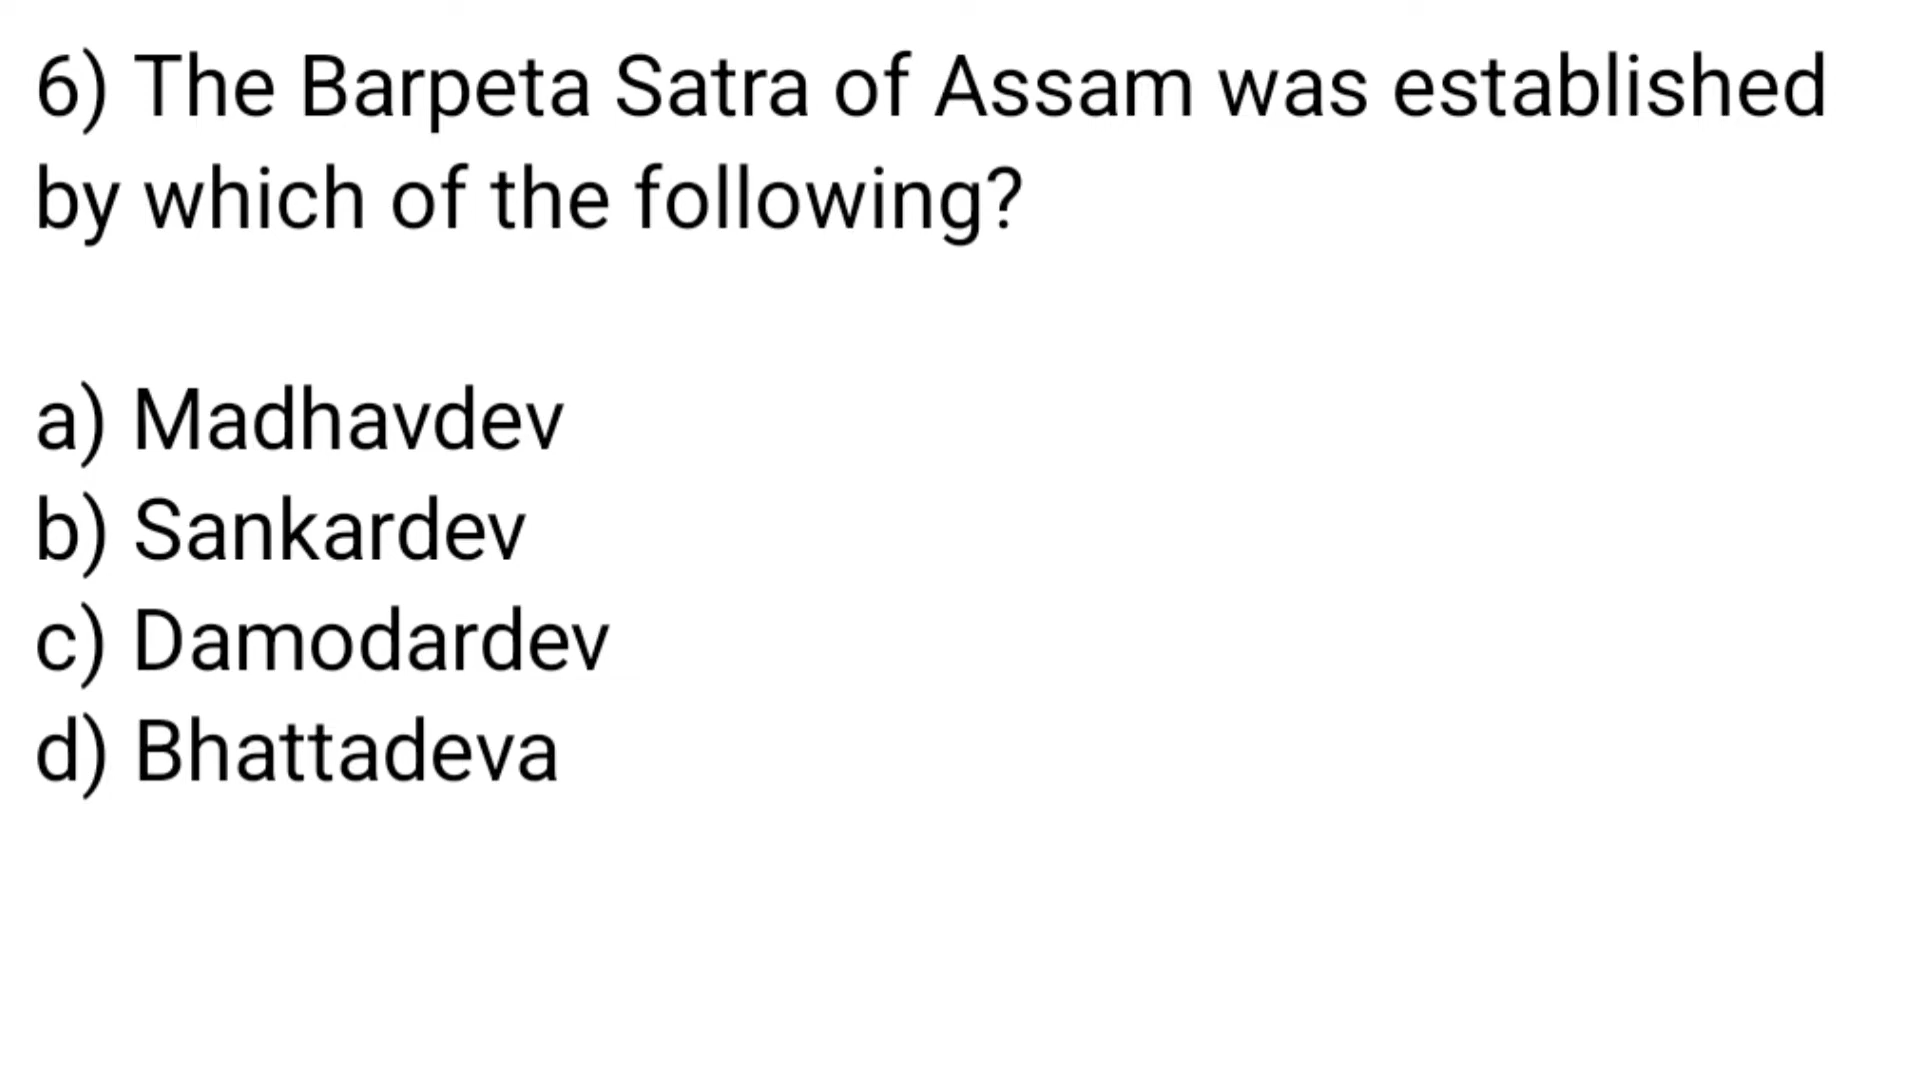 6) The Barpeta Satra of Assam was established
by which of the following?
a) Madhavdev
b) Sankardev
c) Damodardev
d) Bhattadeva